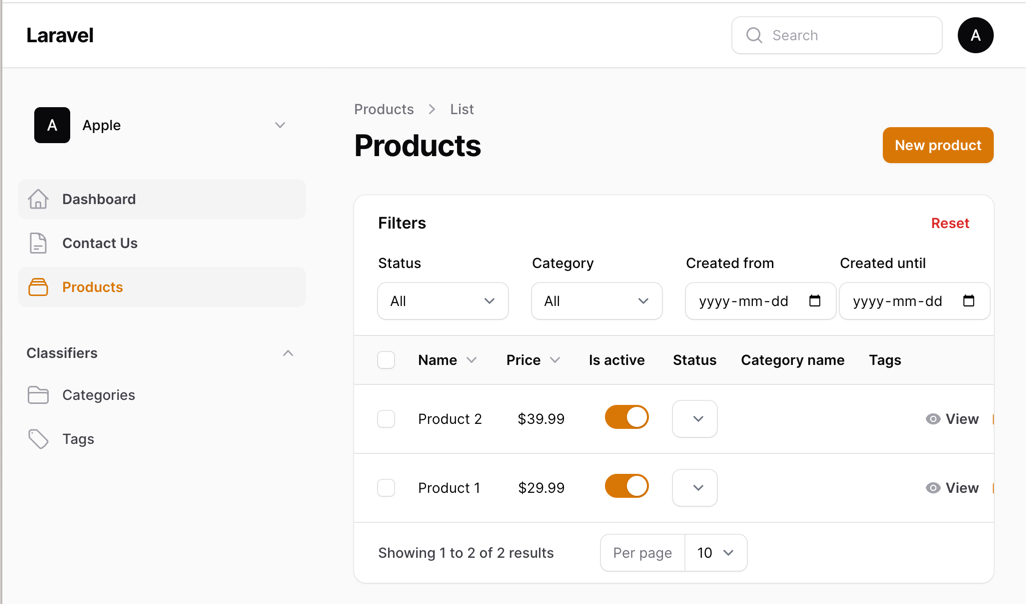 Laravel
Search
A
A
Apple
Dashboard
Contact Us
Products
Classifiers
Categories
Tags
Products > List
Products
New product
Filters
Reset
Status Category Created from Created until
All All yyyy-mm-dd yyyy-mm-dd
Name Price Is active Status Category name Tags
Product 2 $39.99 View
Product 1 $29.99 View
Showing 1 to 2 of 2 results
Per page 10